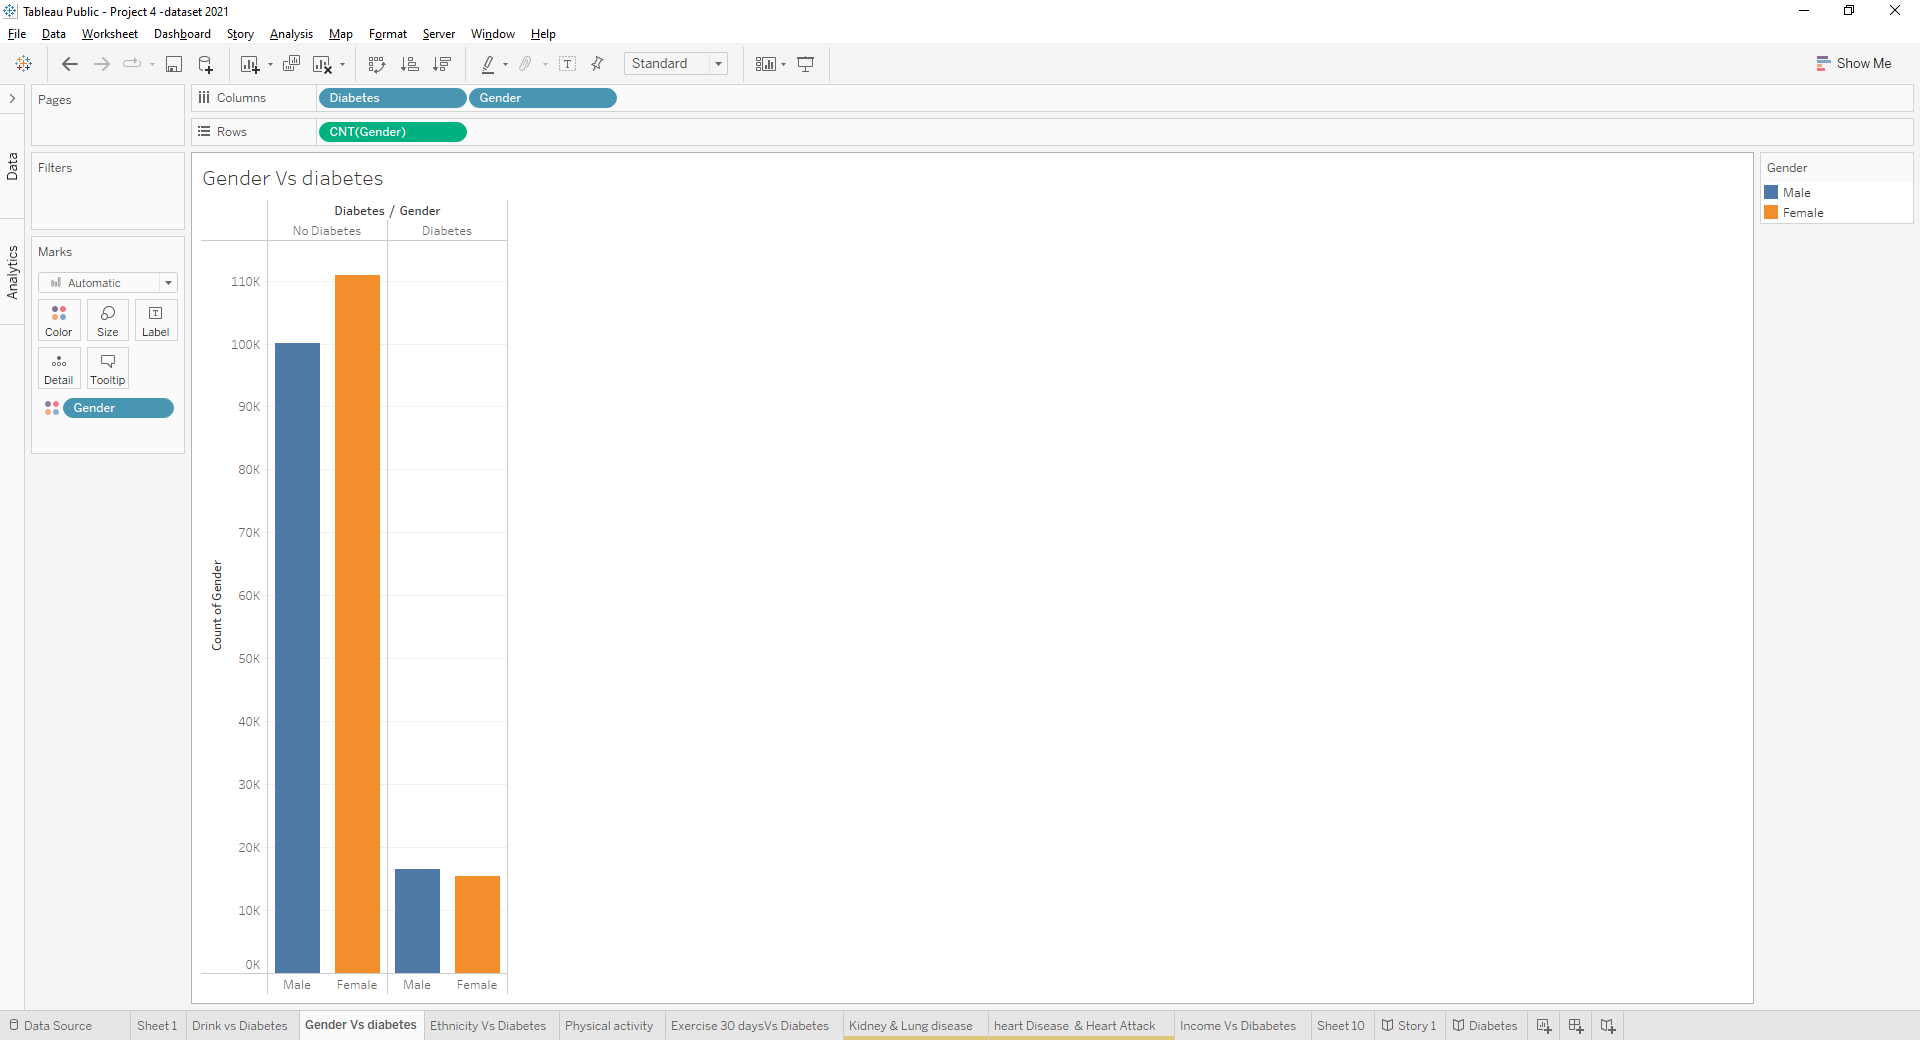 Tableau Public - Project 4 -dataset 2021
File Data Worksheet Dashboard Story Analysis Map Format Server Window Help
Standard
Show Me
Data
Analytics
Pages
Filters
Marks
Automatic
Color Size Label
Detail Tooltip
Gender
Columns Diabetes Gender
Rows CNT(Gender)
Gender Vs diabetes
Diabetes / Gender
No Diabetes Diabetes
110K
100K
90K
80K
70K
60K
50K
40K
30K
20K
10K
0K
Count of Gender
Male Female Male Female
Gender
Male
Female
Data Source Sheet 1 Drink vs Diabetes Gender Vs diabetes Ethnicity Vs Diabetes Physical activity Exercise 30 daysVs Diabetes Kidney & Lung disease heart Disease & Heart Attack Income Vs Dibabetes Sheet 10 Story 1 Diabetes